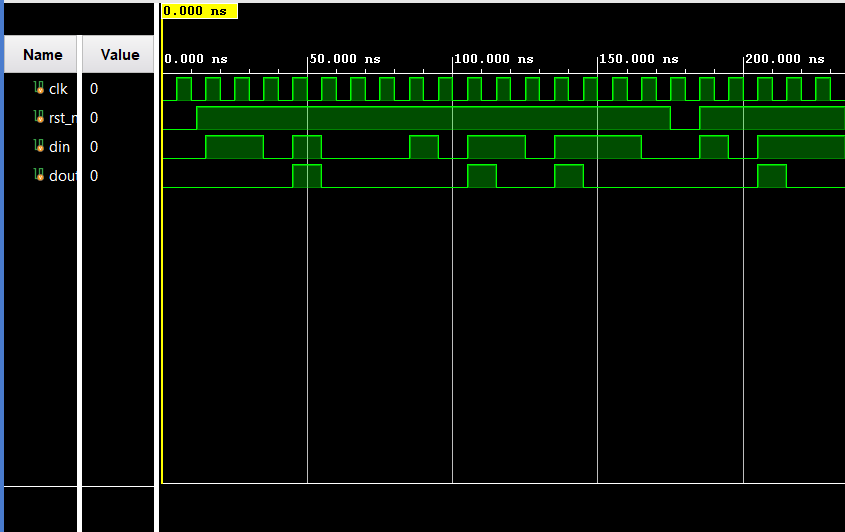 0.000 ns
Name Value 0.000 ns 50.000 ns 100.000 ns 150.000 ns 200.000 ns
clk 0
rst_n 0
din 0
dout 0